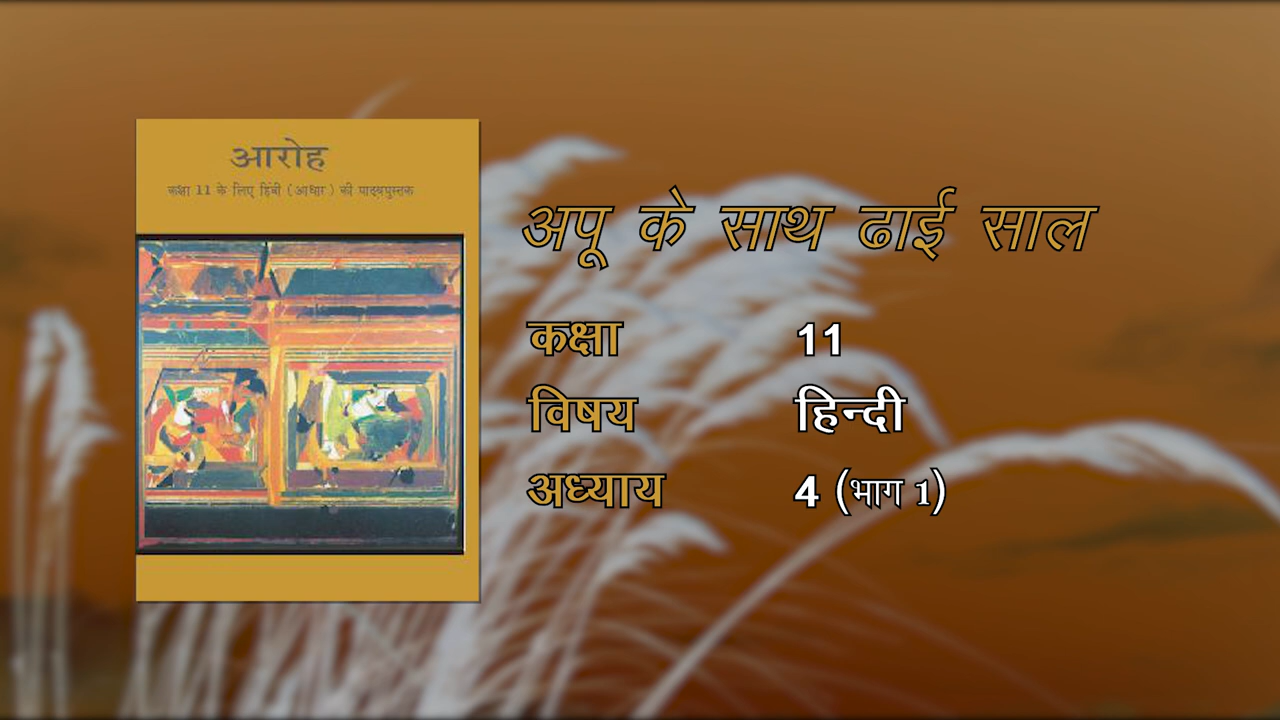 आरोह
कक्षा 11 के लिए हिंदी (आधार) की पाठ्यपुस्तक
अपू के साथ ढाई साल
कक्षा 11
विषय हिन्दी
अध्याय 4 (भाग 1)